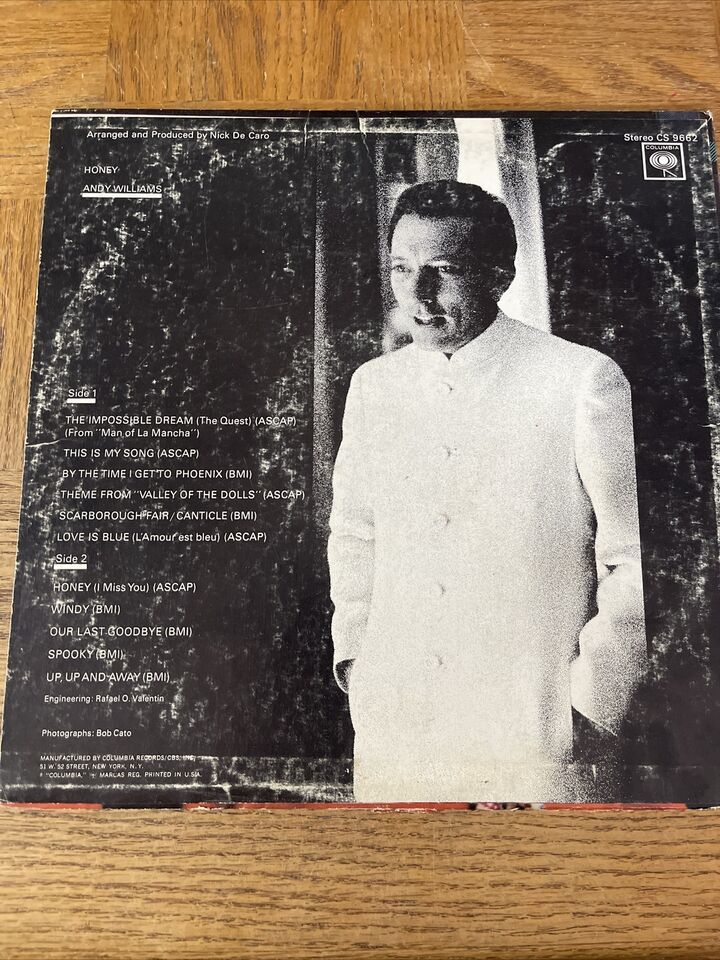 Arranged and Produced by Nick De Caro
Stereo CS 9662
COLUMBIA
HONEY
ANDY WILLIAMS
Side 1
THE IMPOSSIBLE DREAM (The Quest) (ASCAP)
(From "Man of La Mancha")
THIS IS MY SONG (ASCAP)
BY THE TIME I GET TO PHOENIX (BMI)
THEME FROM "VALLEY OF THE DOLLS" (ASCAP)
SCARBOROUGH FAIR/CANTICLE (BMI)
LOVE IS BLUE (L'Amour est bleu) (ASCAP)
Side 2
HONEY (I Miss You) (ASCAP)
WINDY (BMI)
OUR LAST GOODBYE (BMI)
SPOOKY (BMI)
UP, UP AND AWAY (BMI)
Engineering: Rafael O. Valentin
Photographs: Bob Cato
MANUFACTURED BY COLUMBIA RECORDS/CBS, INC.
51 W. 52 STREET, NEW YORK, N.Y.
® "COLUMBIA," MARCAS REG. PRINTED IN U.S.A.